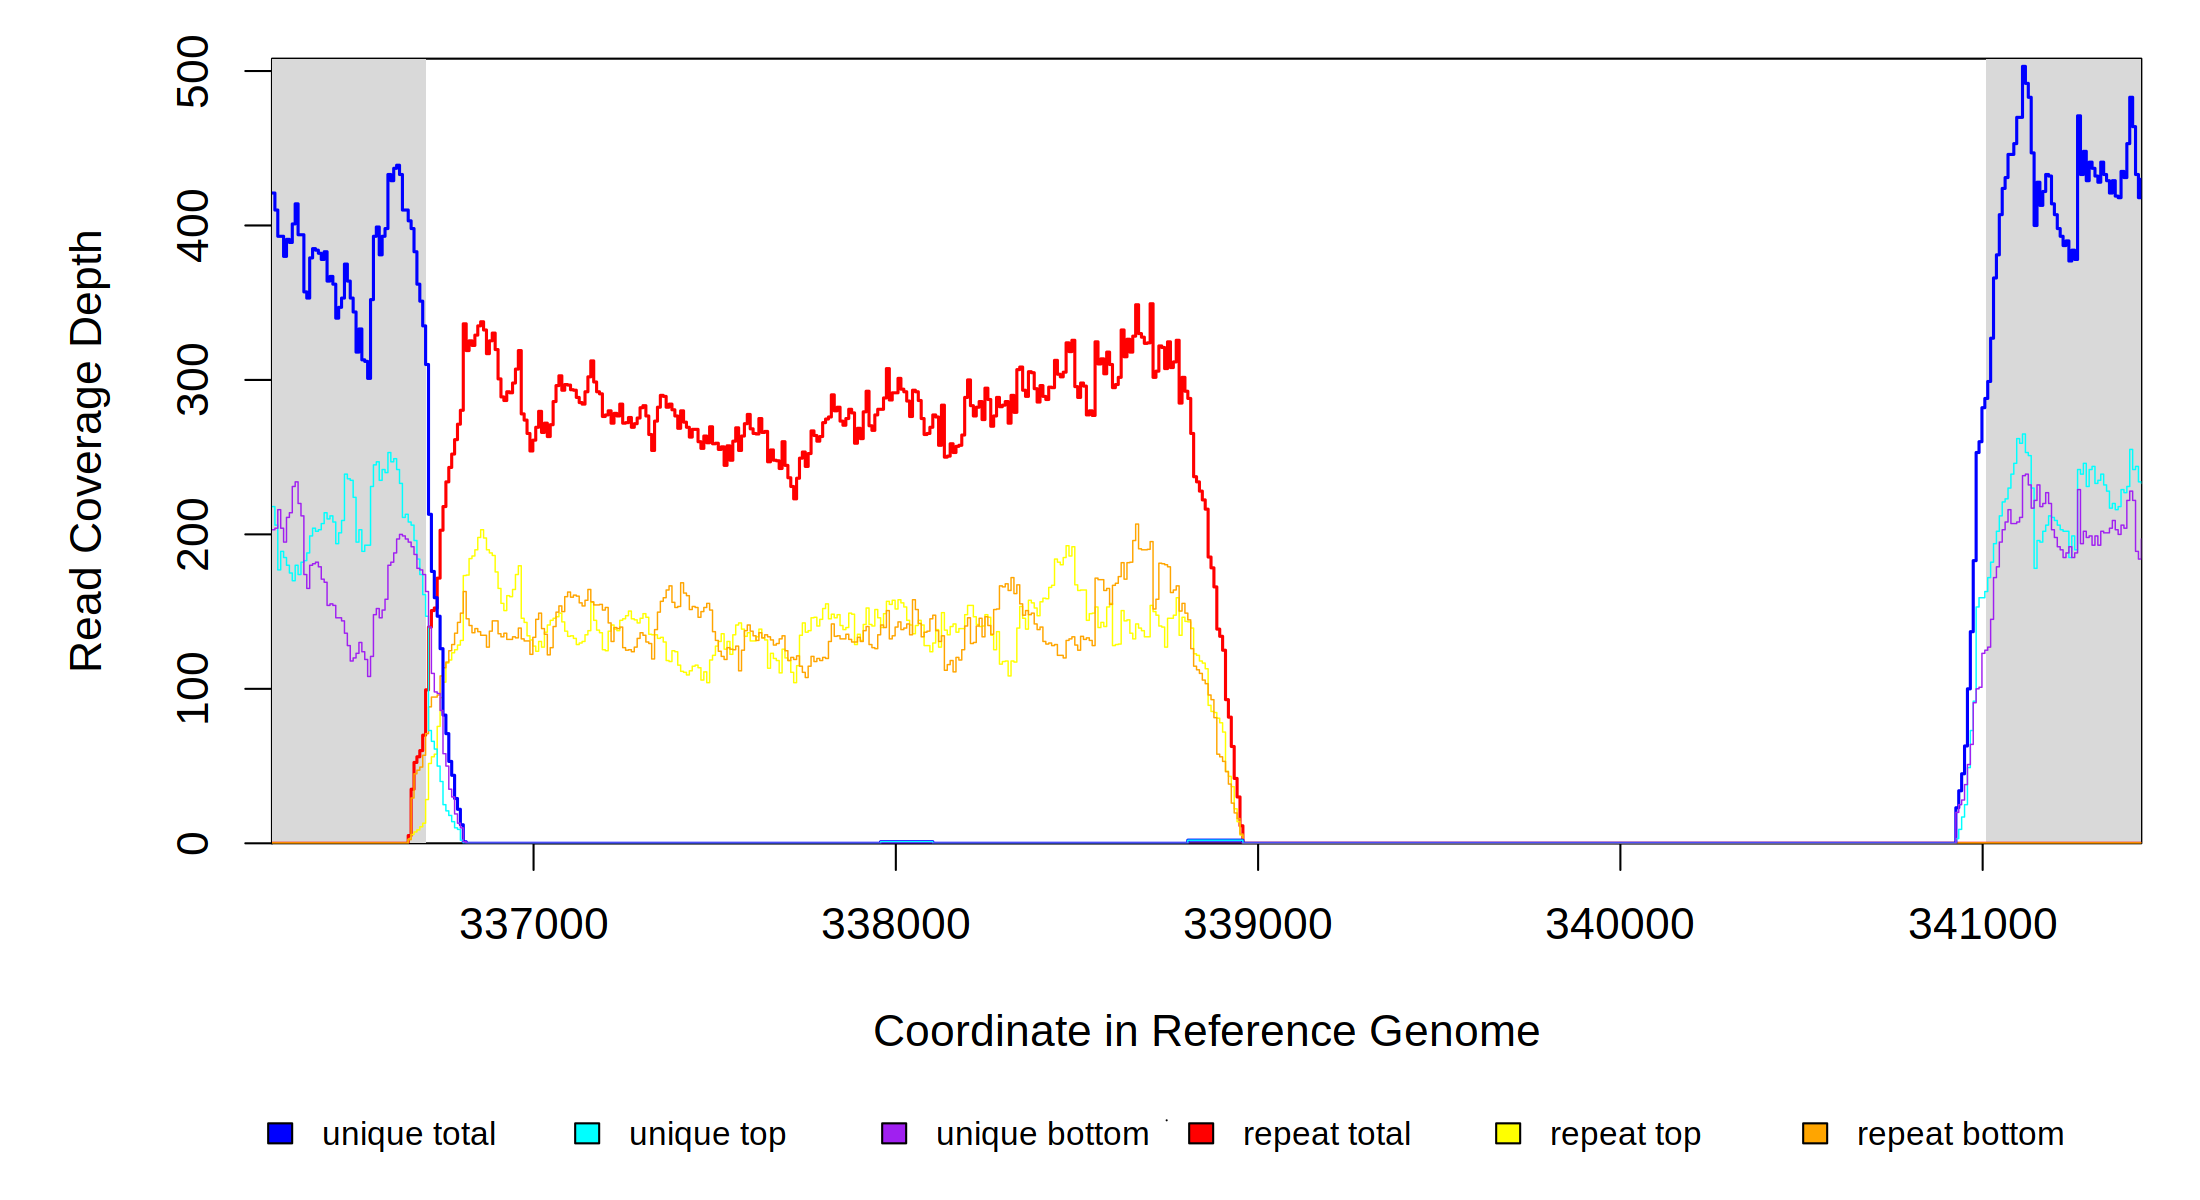 500
400
300
200
100
0
Read Coverage Depth
337000 338000 339000 340000 341000
Coordinate in Reference Genome
unique total unique top unique bottom repeat total repeat top repeat bottom